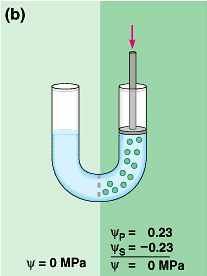 (b)
ψ = 0 MPa
ψP = 0.23
ψS = −0.23
ψ = 0 MPa